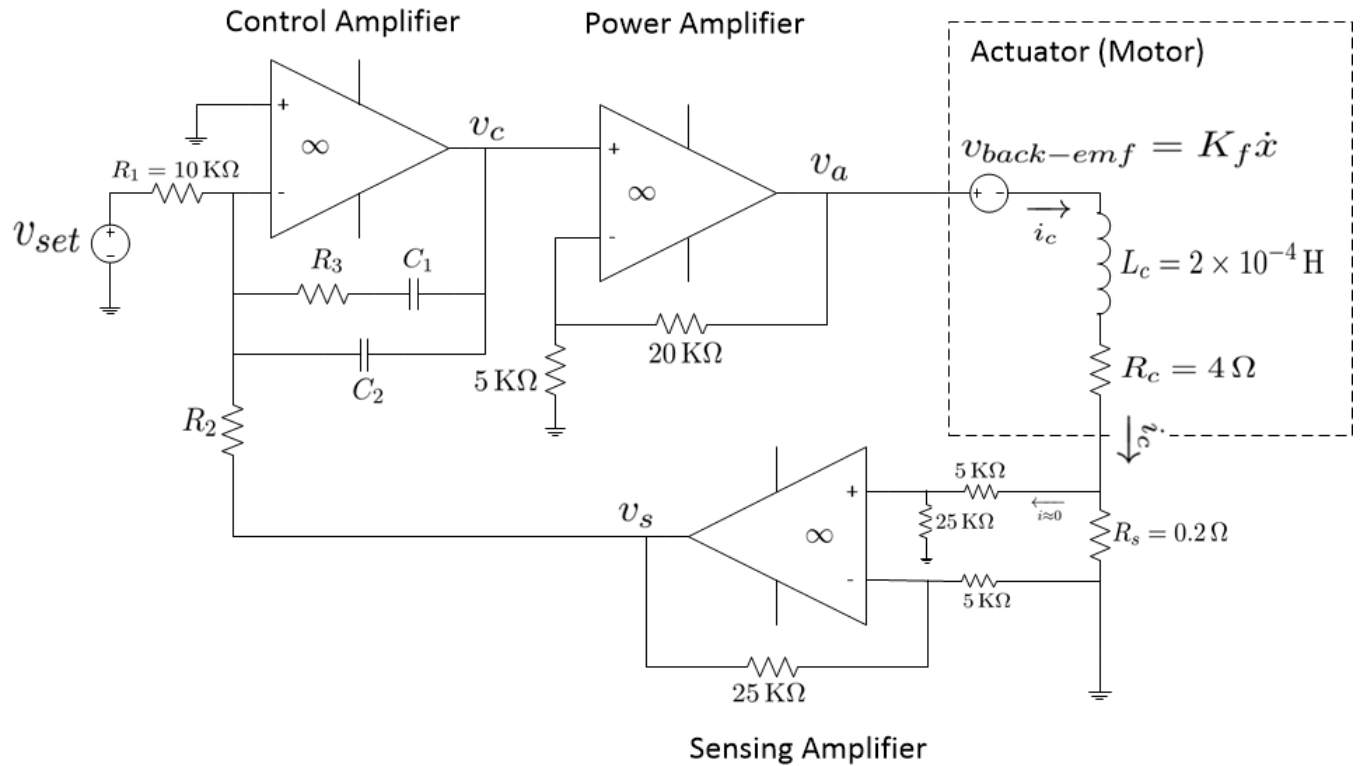 Control Amplifier
Power Amplifier
Actuator (Motor)
+
∞
-
v_c
R_1 = 10 KΩ
v_set
+
-
R_3
C_1
C_2
R_2
+
∞
-
v_a
20 KΩ
5 KΩ
v_{back-emf} = K_f ẋ
+ -
i_c
L_c = 2 × 10^{-4} H
R_c = 4 Ω
i_c
5 KΩ
i≈0
25 KΩ
R_s = 0.2 Ω
+
∞
-
5 KΩ
v_s
25 KΩ
Sensing Amplifier